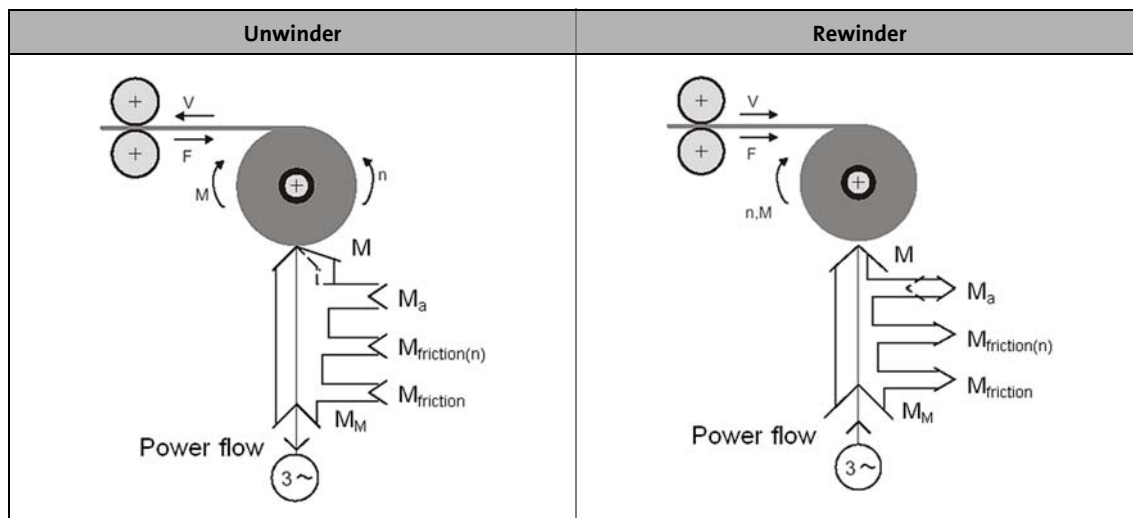 Unwinder
V
F
M
n
M
Ma
Mfriction(n)
Mfriction
MM
Power flow
3~
Rewinder
V
F
n,M
M
Ma
Mfriction(n)
Mfriction
MM
Power flow
3~